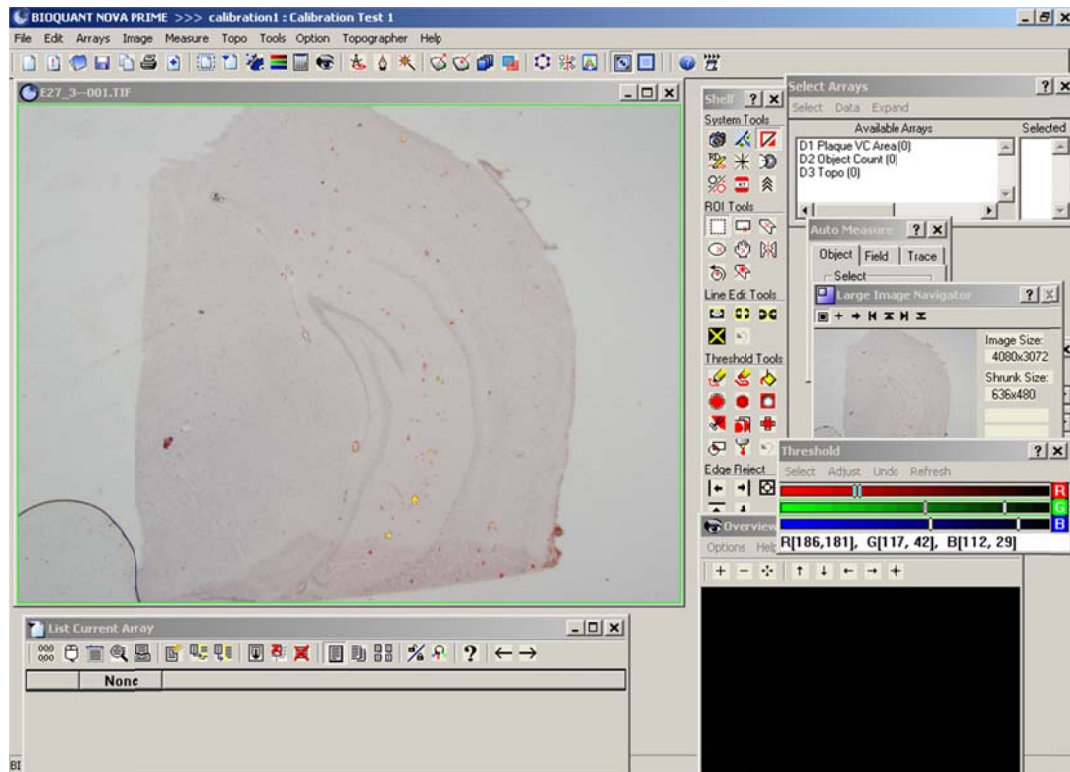 BIOQUANT NOVA PRIME >>> calibration1 : Calibration Test 1
File Edit Arrays Image Measure Topo Tools Option Topographer Help
E27_3--001.TIF
Shelf
System Tools
ROI Tools
Line Edi: Tools
Threshold Tools
Edge Reject
Select Arrays
Select Data Expand
Available Arrays Selected
D1 Plaque VC Area(0)
D2 Object Count (0
D3 Topo (0)
Auto Measure
Object Field Trace
Select
Large Image Navigator
Image Size:
4080x3072
Shrunk Size:
636x480
Threshold
Select Adjust Undo Refresh
R
G
B
R[186,181], G[117, 42], B[112, 29]
Overview
Options Help
List Current Array
None
BI